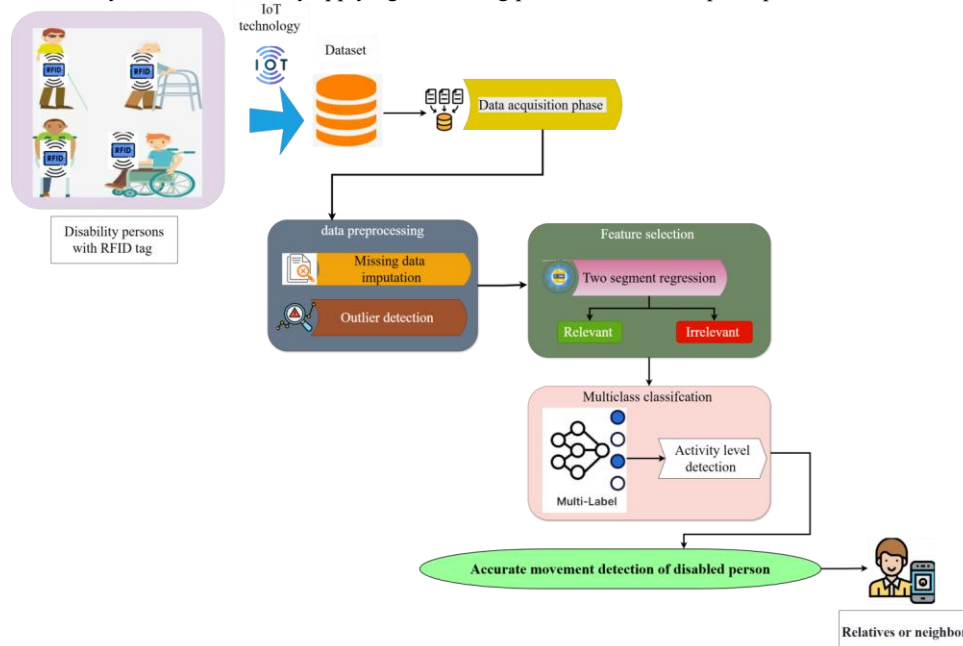 IoT
technology
IOT
Dataset
RFID
RFID
RFID
RFID
Data acquisition phase
Disability persons
with RFID tag
data preprocessing
Missing data
imputation
Outlier detection
Feature selection
Two segment regression
Relevant
Irrelevant
Multiclass classifcation
Multi-Label
Activity level
detection
Accurate movement detection of disabled person
Relatives or neighbor